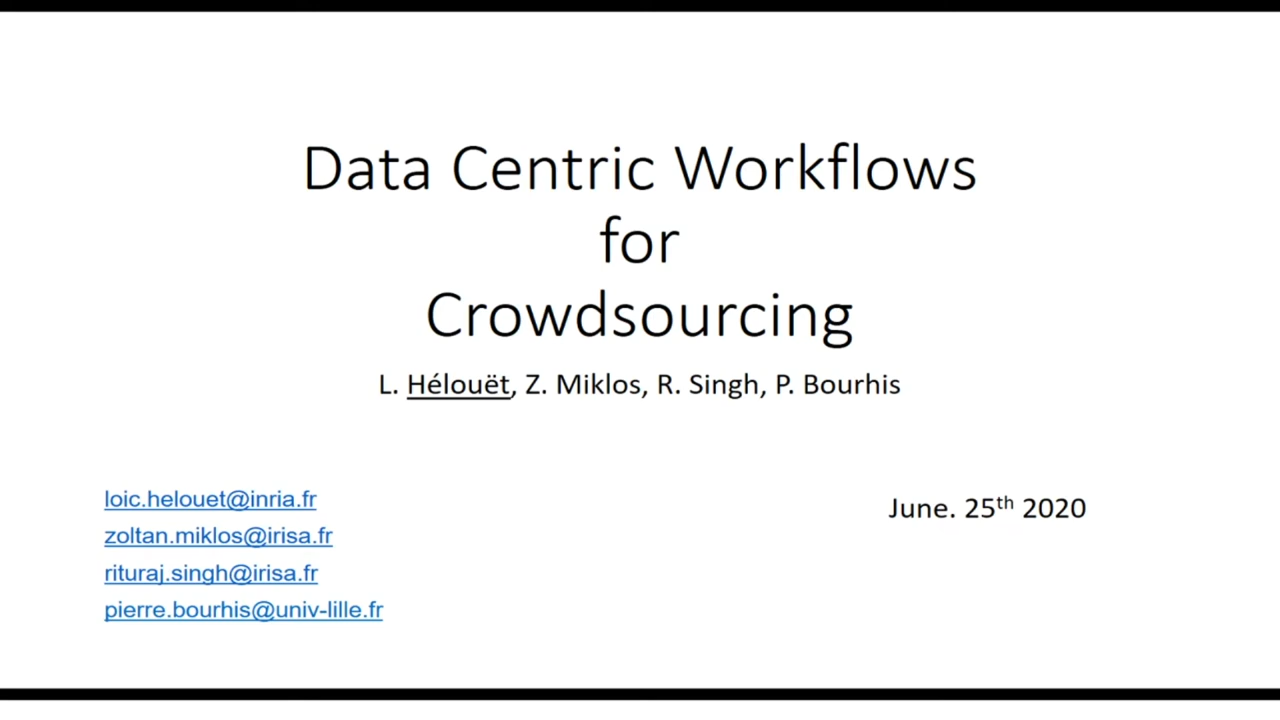 Data Centric Workflows
for
Crowdsourcing
L. Hélouët, Z. Miklos, R. Singh, P. Bourhis
loic.helouet@inria.fr
zoltan.miklos@irisa.fr
rituraj.singh@irisa.fr
pierre.bourhis@univ-lille.fr
June. 25th 2020